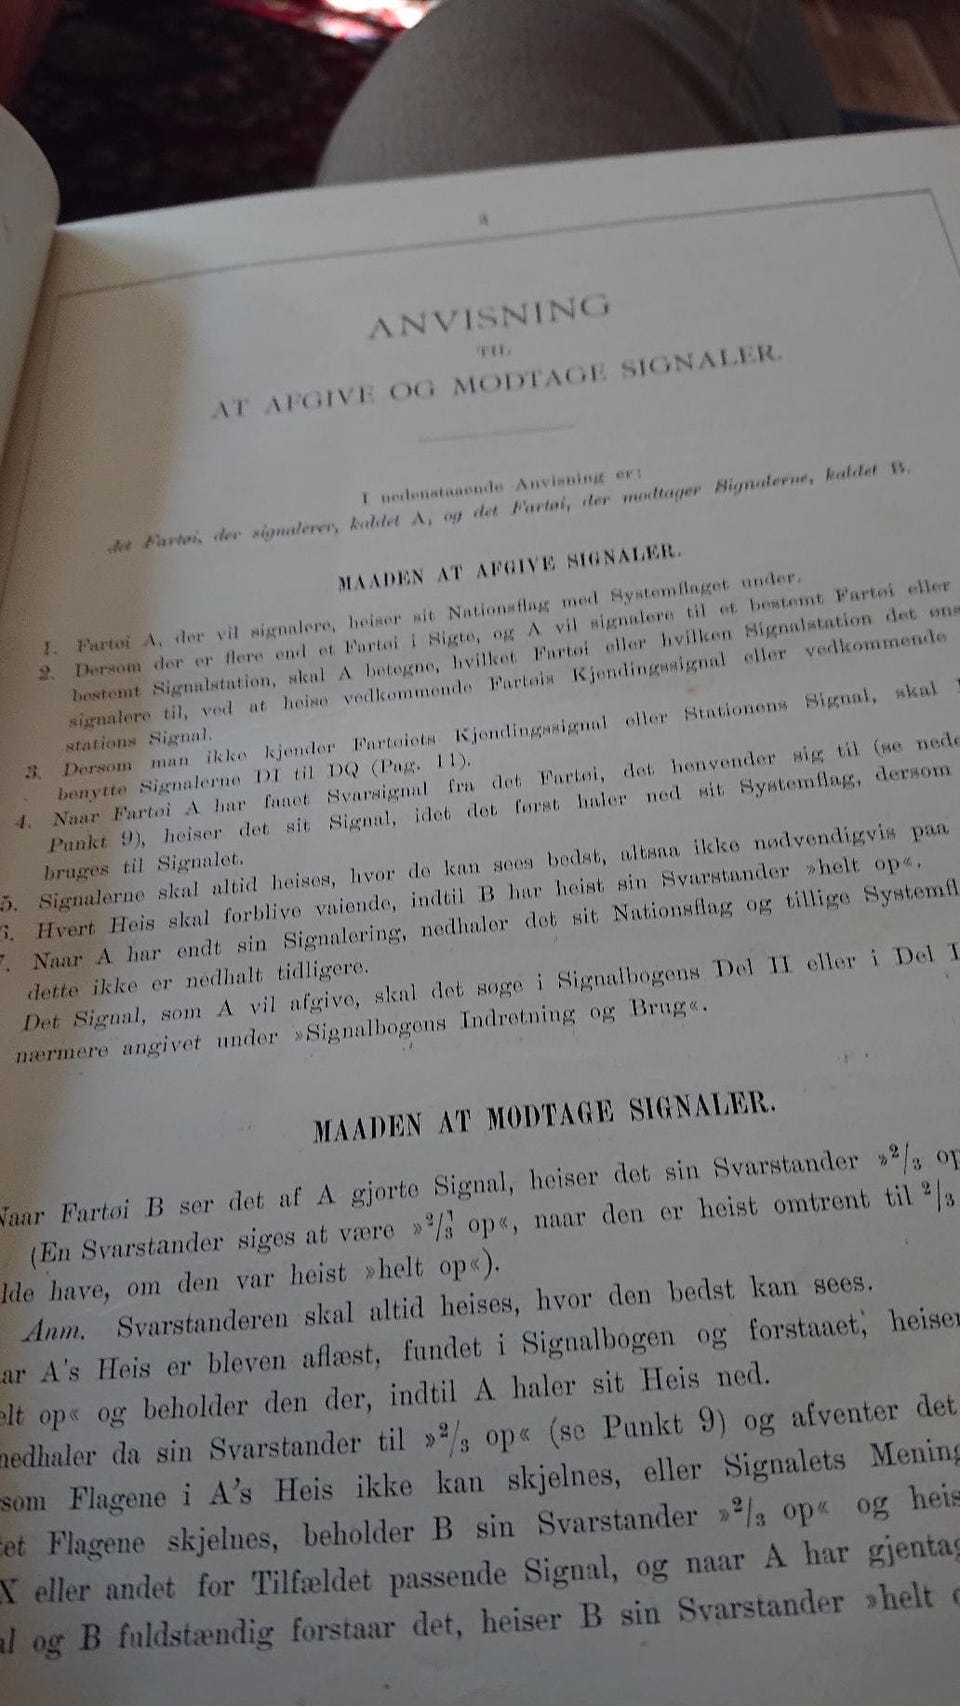 ANVISNING
TIL
AT AFGIVE OG MODTAGE SIGNALER.
I nedenstaaende Anvisning er:
det Fartøi, der signalerer, kaldet A, og det Fartøi, der modtager Signalerne, kaldet B.
MAADEN AT AFGIVE SIGNALER.
1. Fartøi A, der vil signalere, heiser sit Nationsflag med Systemflaget under.
2. Dersom der er flere end et Fartøi i Sigte, og A vil signalere til et bestemt Fartøi eller
bestemt Signalstation, skal A betegne, hvilket Fartøi eller hvilken Signalstation det øns
signalere til, ved at heise vedkommende Fartøis Kjendingssignal eller vedkommende
stations Signal.
3. Dersom man ikke kjender Fartøiets Kjendingssignal eller Stationens Signal, skal
benytte Signalerne DI til DQ (Pag. 11).
4. Naar Fartøi A har faaet Svarsignal fra det Fartøi, det henvender sig til (se nede
Punkt 9), heiser det sit Signal, idet det først haler ned sit Systemflag, dersom
bruges til Signalet.
5. Signalerne skal altid heises, hvor de kan sees bedst, altsaa ikke nødvendigvis paa
6. Hvert Heis skal forblive vaiende, indtil B har heist sin Svarstander »helt op«.
7. Naar A har endt sin Signalering, nedhaler det sit Nationsflag og tillige Systemfl
dette ikke er nedhalt tidligere.
Det Signal, som A vil afgive, skal det søge i Signalbogens Del II eller i Del I
nærmere angivet under »Signalbogens Indretning og Brug«.
MAADEN AT MODTAGE SIGNALER.
Naar Fartøi B ser det af A gjorte Signal, heiser det sin Svarstander »2/3 op
(En Svarstander siges at være »2/3 op«, naar den er heist omtrent til 2/3
lde have, om den var heist »helt op«).
Anm. Svarstanderen skal altid heises, hvor den bedst kan sees.
ar A's Heis er bleven aflæst, fundet i Signalbogen og forstaaet, heiser
elt op« og beholder den der, indtil A haler sit Heis ned.
nedhaler da sin Svarstander til »2/3 op« (se Punkt 9) og afventer det
som Flagene i A's Heis ikke kan skjelnes, eller Signalets Mening
et Flagene skjelnes, beholder B sin Svarstander »2/3 op« og heis
X eller andet for Tilfældet passende Signal, og naar A har gjentag
al og B fuldstændig forstaar det, heiser B sin Svarstander »helt o